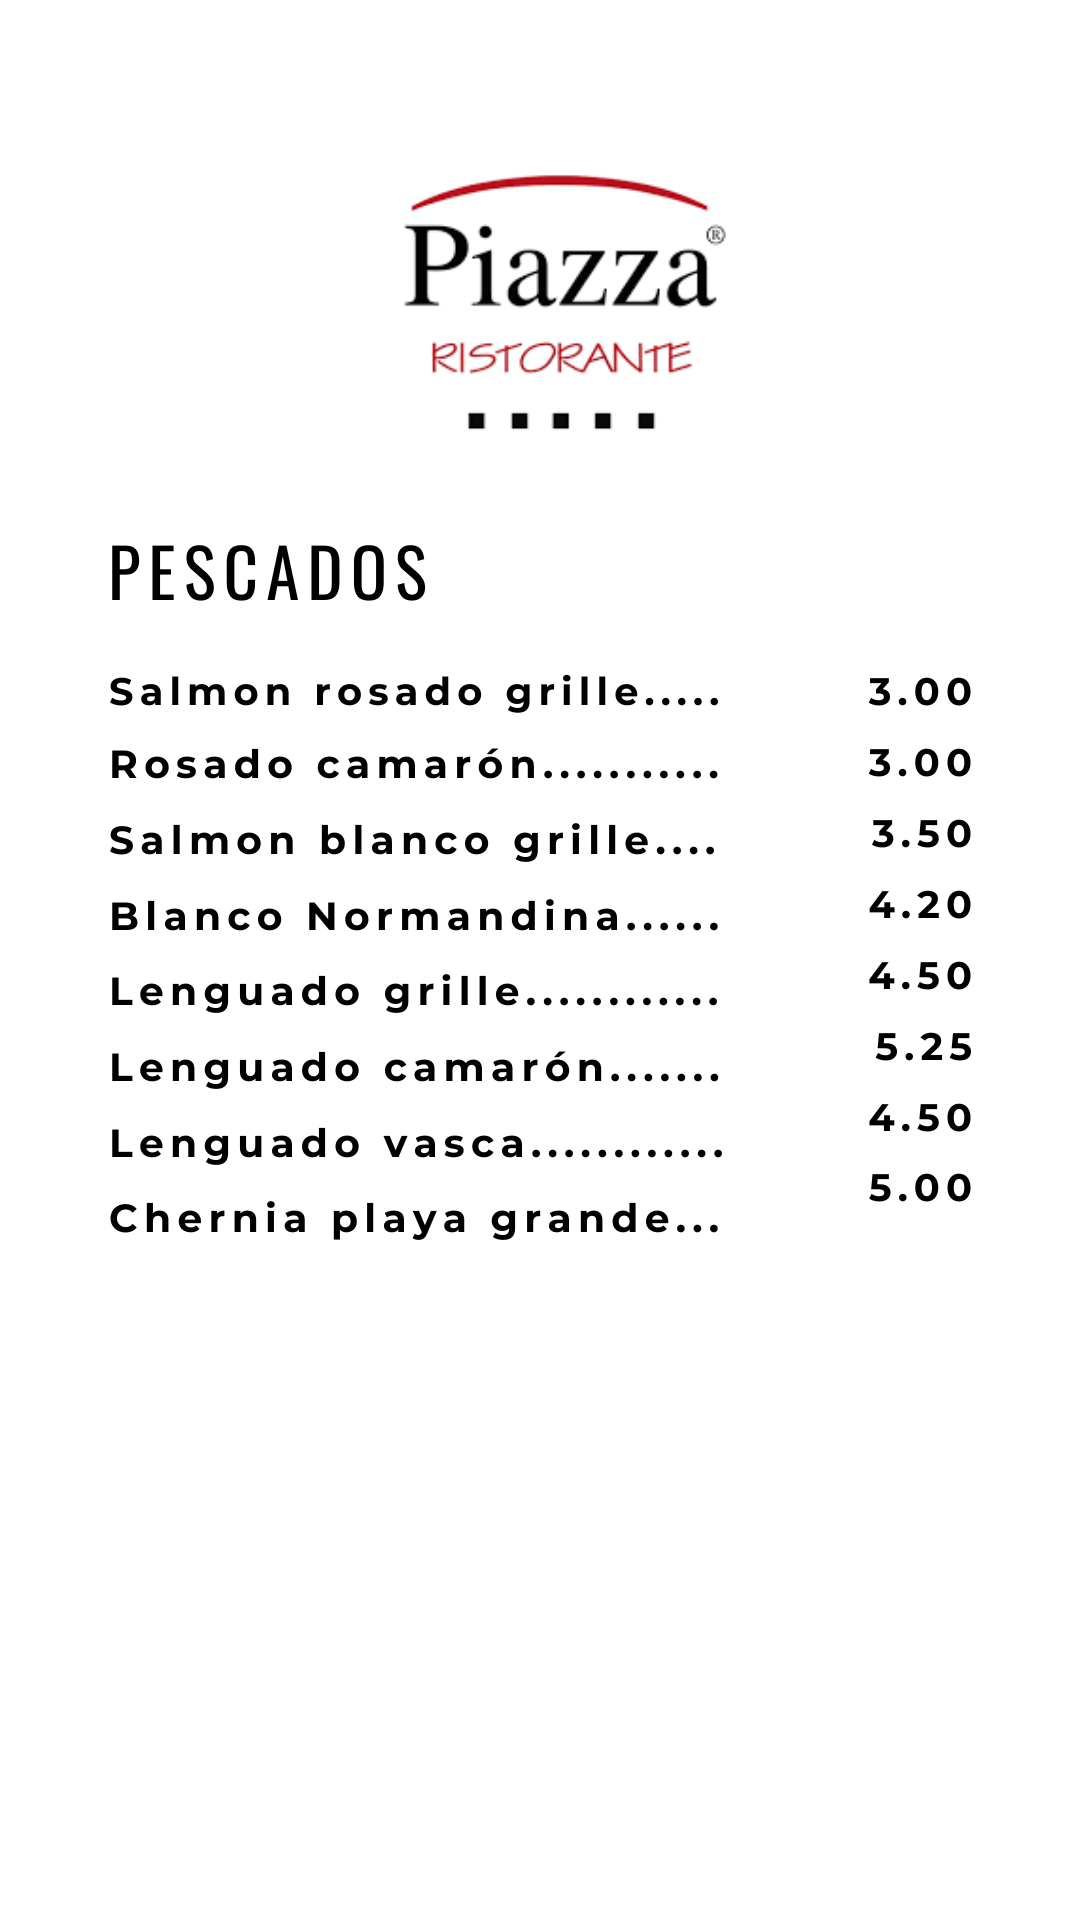 Piazza®
RISTORANTE
PESCADOS
Salmon rosado grille..... 3.00
Rosado camarón........... 3.00
Salmon blanco grille.... 3.50
Blanco Normandina...... 4.20
Lenguado grille............ 4.50
Lenguado camarón....... 5.25
Lenguado vasca............ 4.50
Chernia playa grande... 5.00